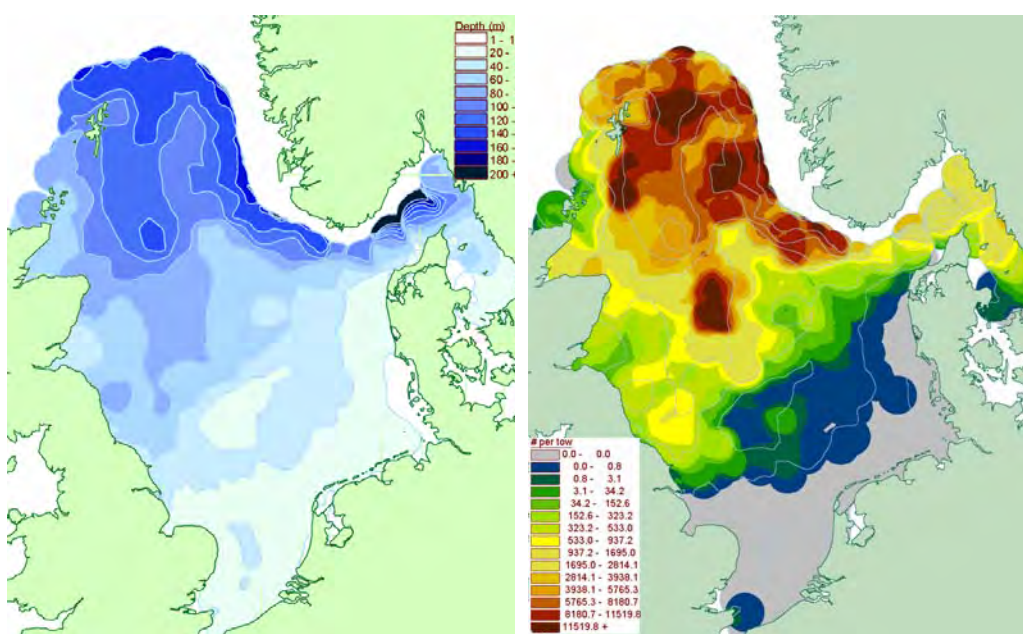 Depth (m)
1 - 1
20 -
40 -
60 -
80 -
100 -
120 -
140 -
160 -
180 -
200 +
# per tow
0.0 - 0.0
0.0 - 0.8
0.8 - 3.1
3.1 - 34.2
34.2 - 152.6
152.6 - 323.2
323.2 - 533.0
533.0 - 937.2
937.2 - 1695.0
1695.0 - 2814.1
2814.1 - 3938.1
3938.1 - 5765.3
5765.3 - 8180.7
8180.7 - 11519.8
11519.8 +